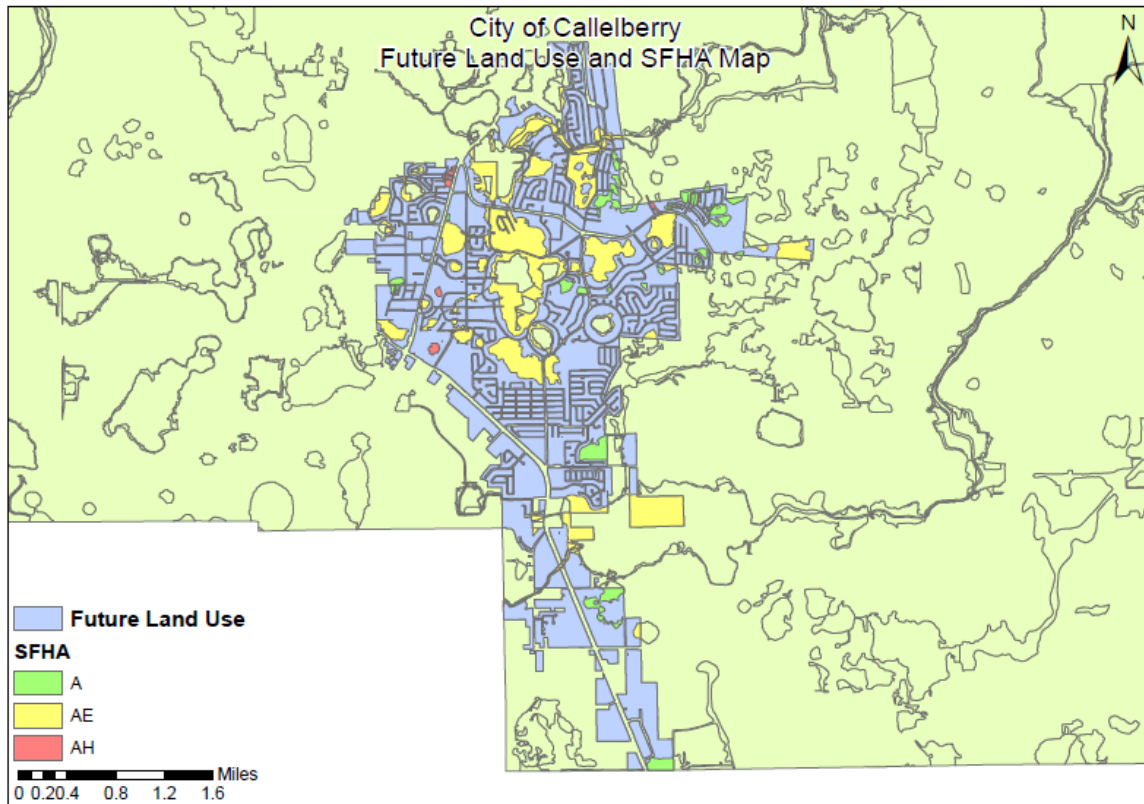 City of Callelberry
Future Land Use and SFHA Map
N
Future Land Use
SFHA
A
AE
AH
Miles
0 0.20.4 0.8 1.2 1.6